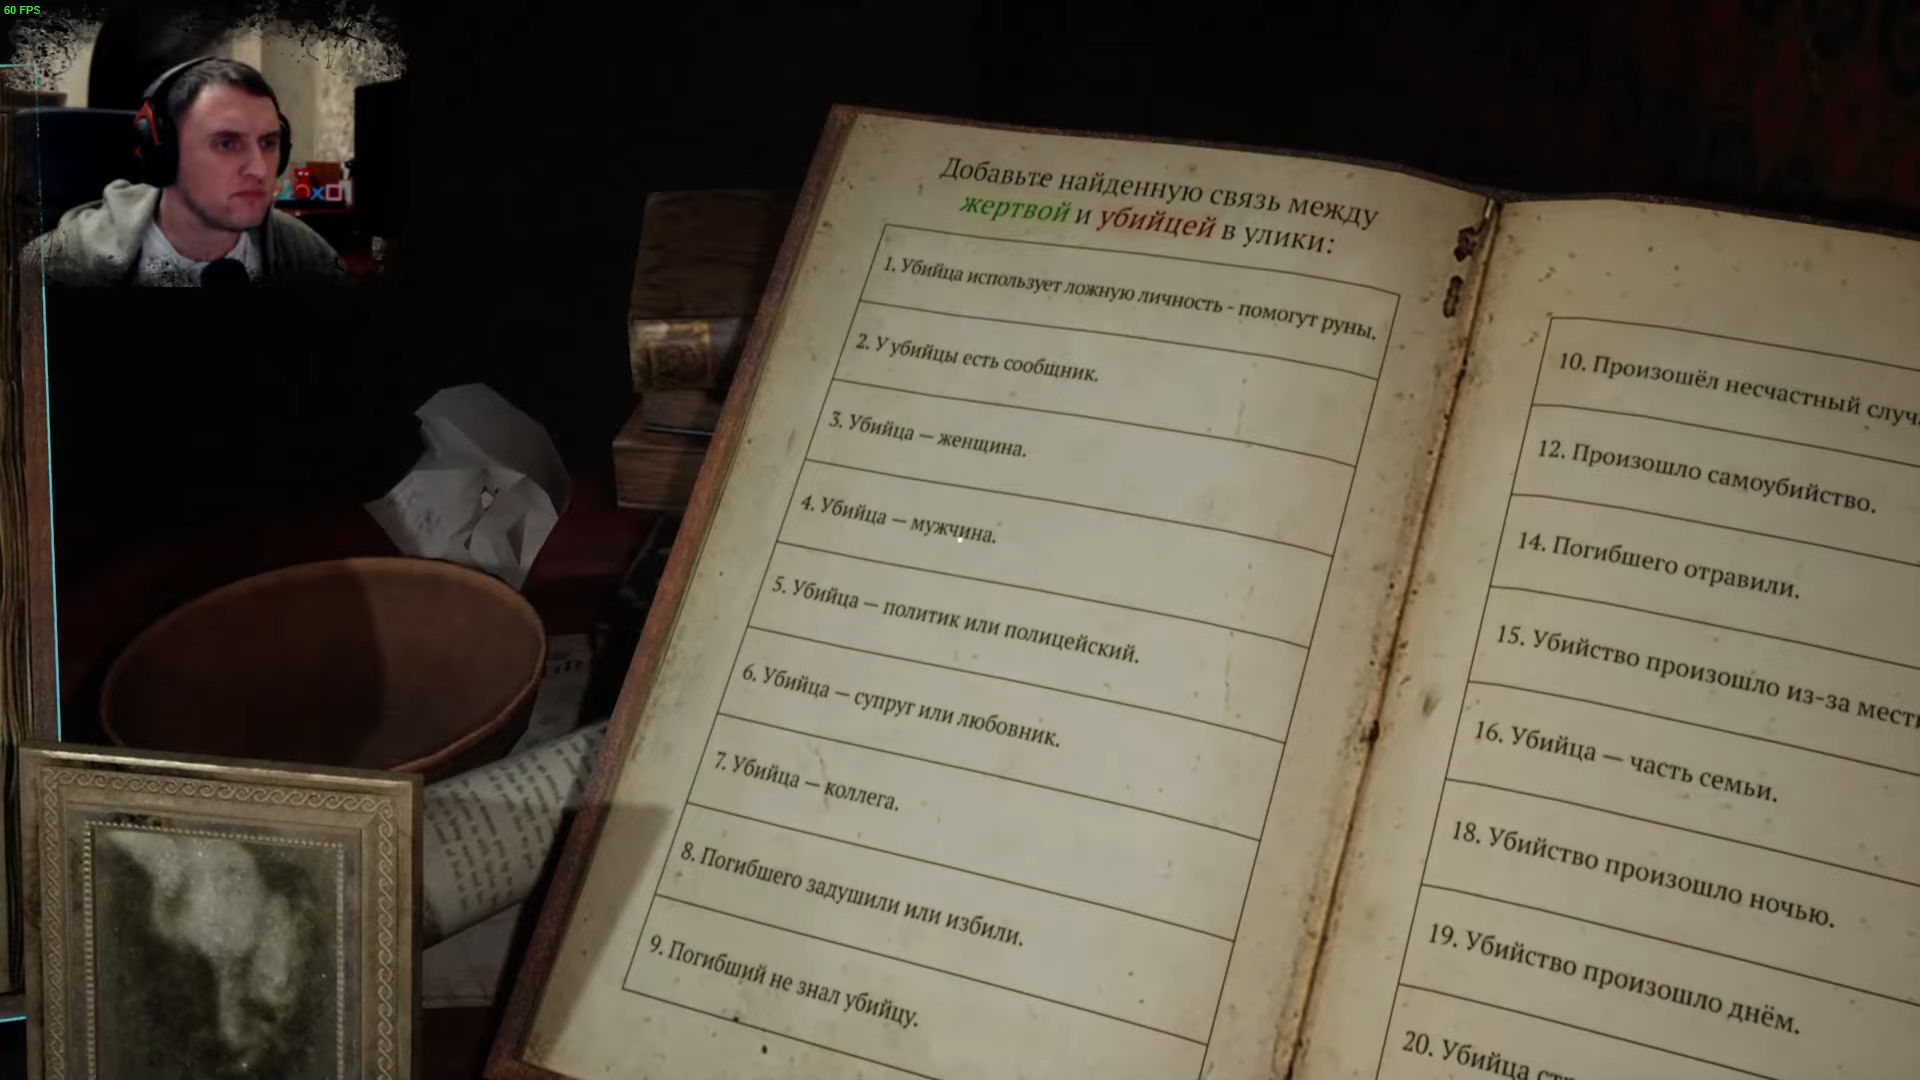 60 FPS
Добавьте найденную связь между
жертвой и убийцей в улики:
1. Убийца использует ложную личность - помогут руны.
2. У убийцы есть сообщник.
3. Убийца — женщина.
4. Убийца — мужчина.
5. Убийца — политик или полицейский.
6. Убийца — супруг или любовник.
7. Убийца — коллега.
8. Погибшего задушили или избили.
9. Погибший не знал убийцу.
10. Произошёл несчастный случ
12. Произошло самоубийство.
14. Погибшего отравили.
15. Убийство произошло из-за мест
16. Убийца — часть семьи.
18. Убийство произошло ночью.
19. Убийство произошло днём.
20. Убийца